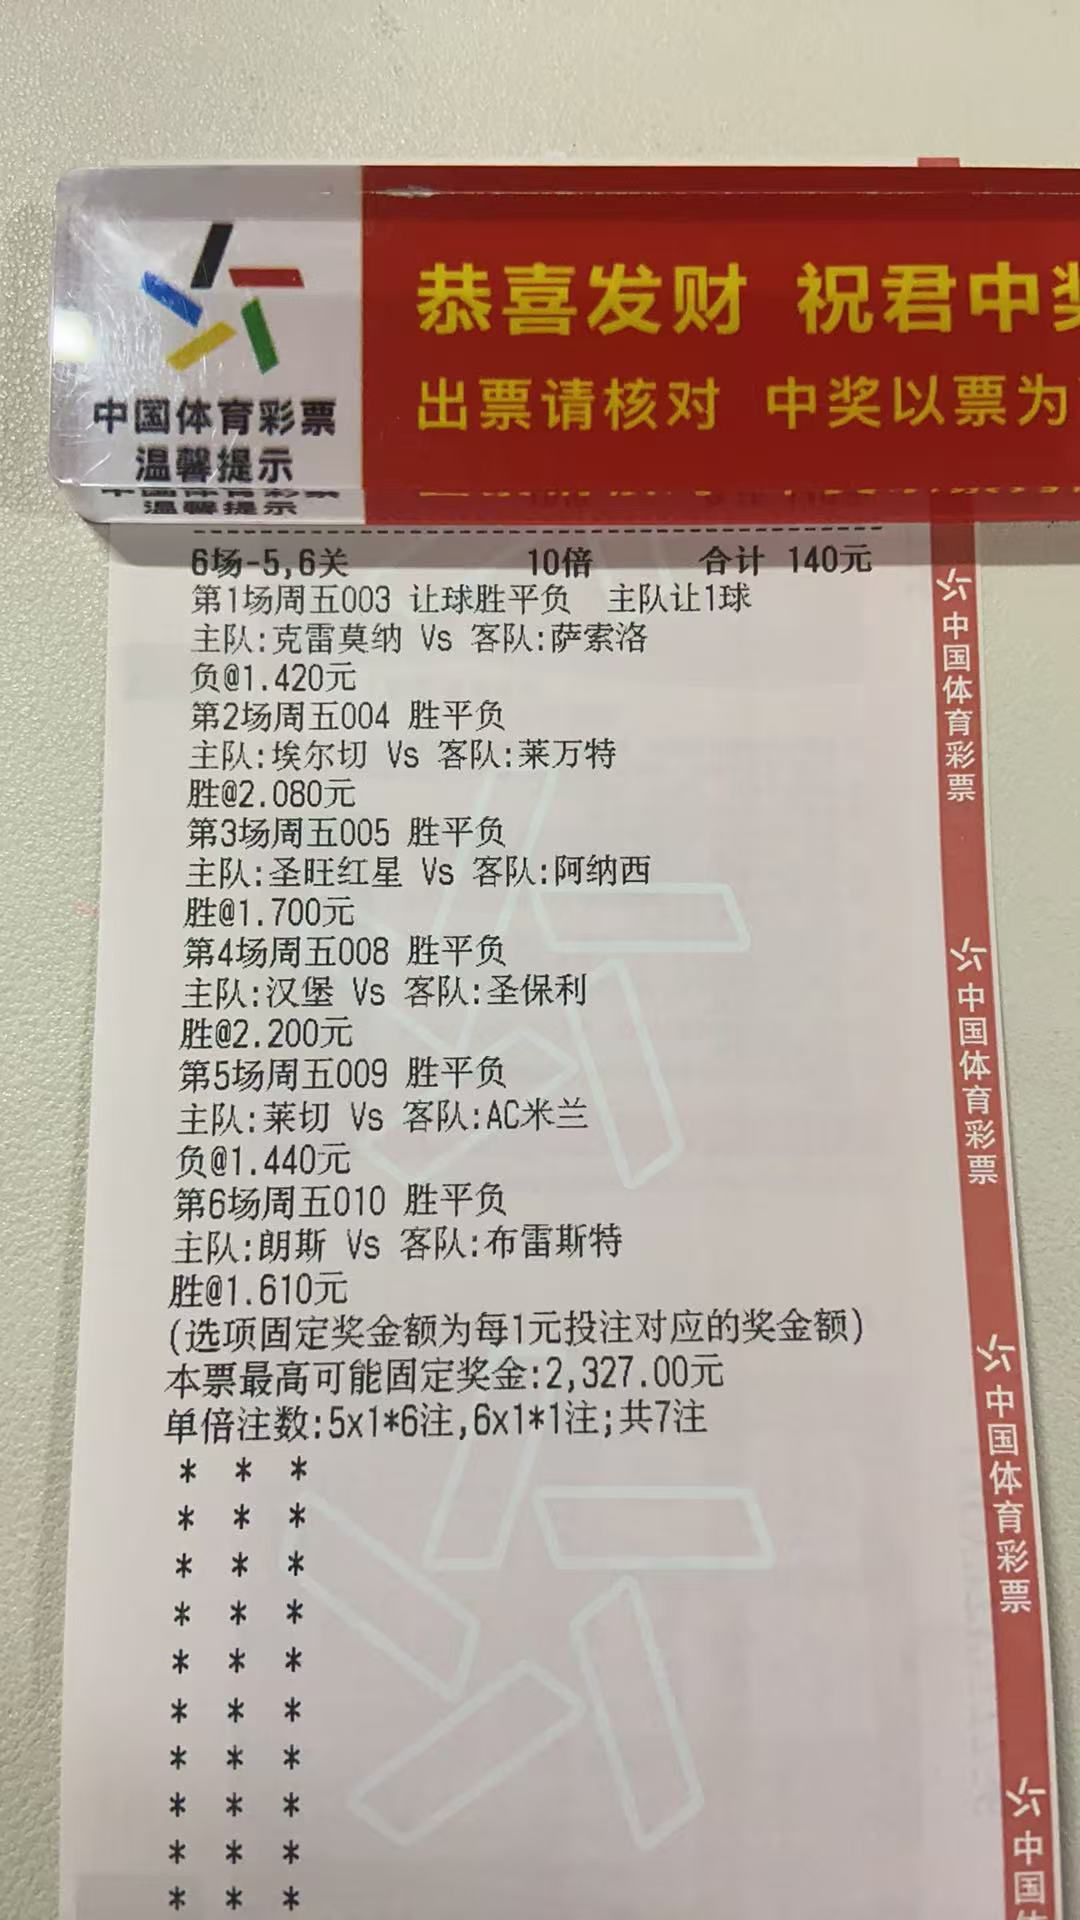 恭喜发财 祝君中奖
出票请核对 中奖以票为
中国体育彩票
温馨提示
6场-5,6关 10倍 合计 140元
第1场周五003 让球胜平负 主队让1球
主队:克雷莫纳 Vs 客队:萨索洛
负@1.420元
第2场周五004 胜平负
主队:埃尔切 Vs 客队:莱万特
胜@2.080元
第3场周五005 胜平负
主队:圣旺红星 Vs 客队:阿纳西
胜@1.700元
第4场周五008 胜平负
主队:汉堡 Vs 客队:圣保利
胜@2.200元
第5场周五009 胜平负
主队:莱切 Vs 客队:AC米兰
负@1.440元
第6场周五010 胜平负
主队:朗斯 Vs 客队:布雷斯特
胜@1.610元
(选项固定奖金额为每1元投注对应的奖金额)
本票最高可能固定奖金:2,327.00元
单倍注数:5x1*6注,6x1*1注;共7注
* * *
* * *
* * *
* * *
* * *
* * *
* * *
* * *
* * *
* * *
中国体育彩票
中国体育彩票
中国体育彩票
中国体